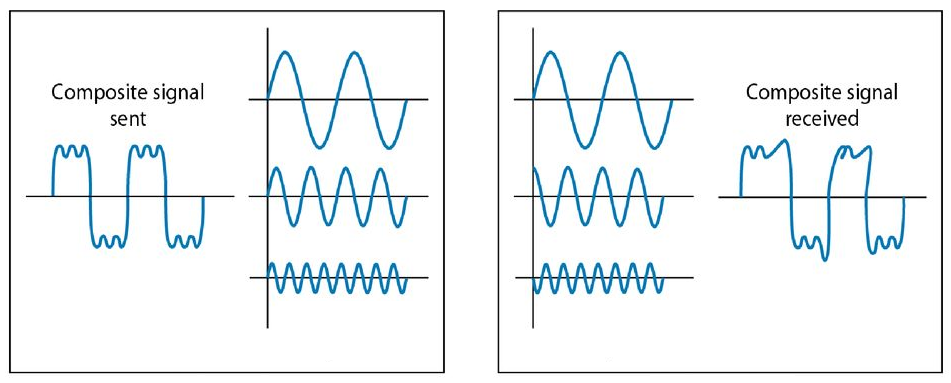 Composite signal
sent
Composite signal
received